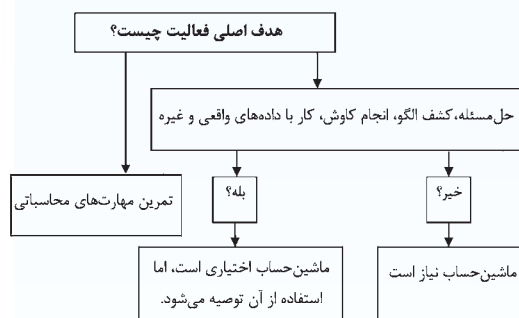 هدف اصلی فعالیت چیست؟
حل‌مسئله، کشف الگو، انجام کاوش، کار با داده‌های واقعی و غیره
تمرین مهارت‌های محاسباتی
بله؟
خیر؟
ماشین‌حساب اختیاری است، اما
استفاده از آن توصیه می‌شود.
ماشین‌حساب نیاز است